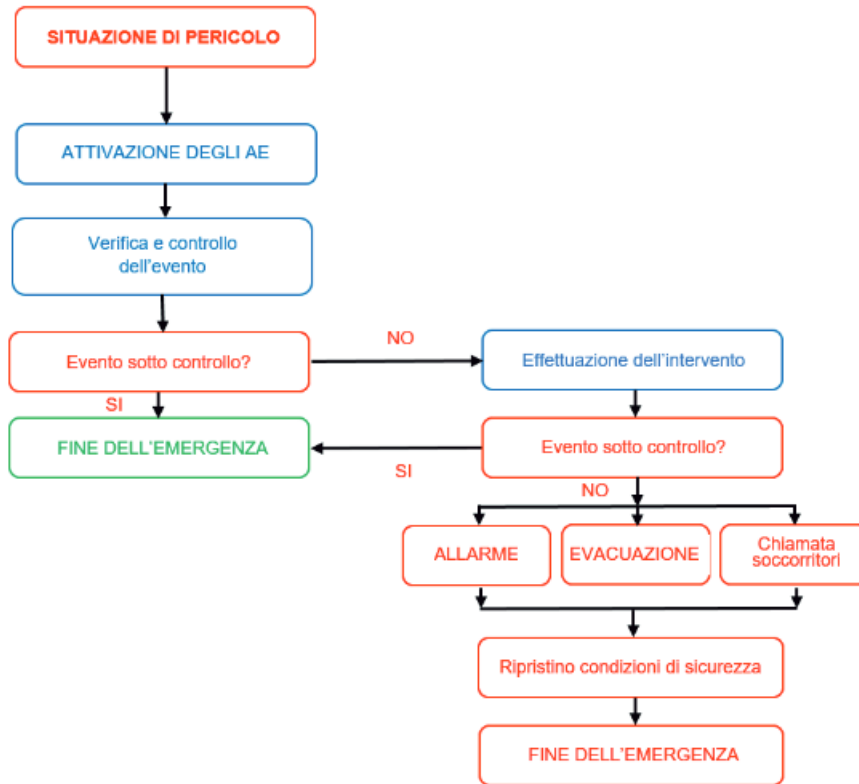 SITUAZIONE DI PERICOLO
ATTIVAZIONE DEGLI AE
Verifica e controllo
dell'evento
Evento sotto controllo?
NO
Effettuazione dell'intervento
SI
FINE DELL'EMERGENZA
SI
Evento sotto controllo?
NO
ALLARME
EVACUAZIONE
Chiamata
soccorritori
Ripristino condizioni di sicurezza
FINE DELL'EMERGENZA